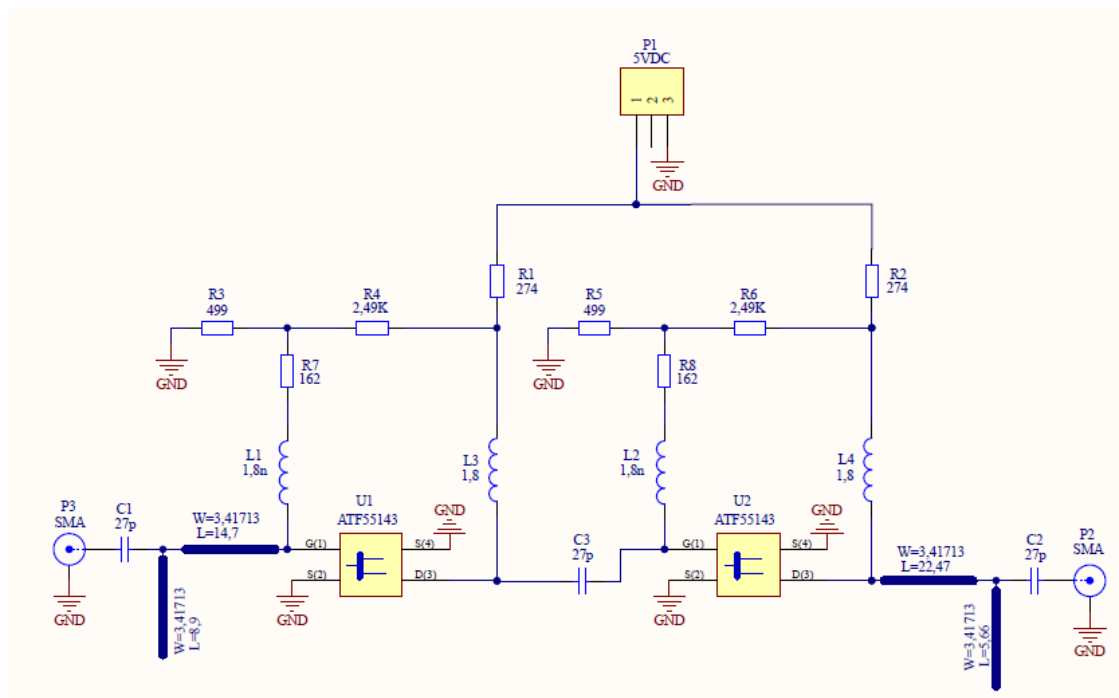 P1
5VDC
1 2 3
GND
R1
274
R2
274
R3
499
R4
2,49K
R5
499
R6
2,49K
GND
R7
162
GND
R8
162
L1
1,8n
L3
1,8
L2
1,8n
L4
1,8
P3
SMA
C1
27p
W=3,41713
L=14,7
U1
ATF55143
GND
G(1)
S(4)
S(2)
D(3)
GND
GND
W=3,41713
L=8,9
C3
27p
U2
ATF55143
GND
G(1)
S(4)
S(2)
D(3)
GND
W=3,41713
L=22,47
C2
27p
P2
SMA
W=3,41713
L=5,66
GND